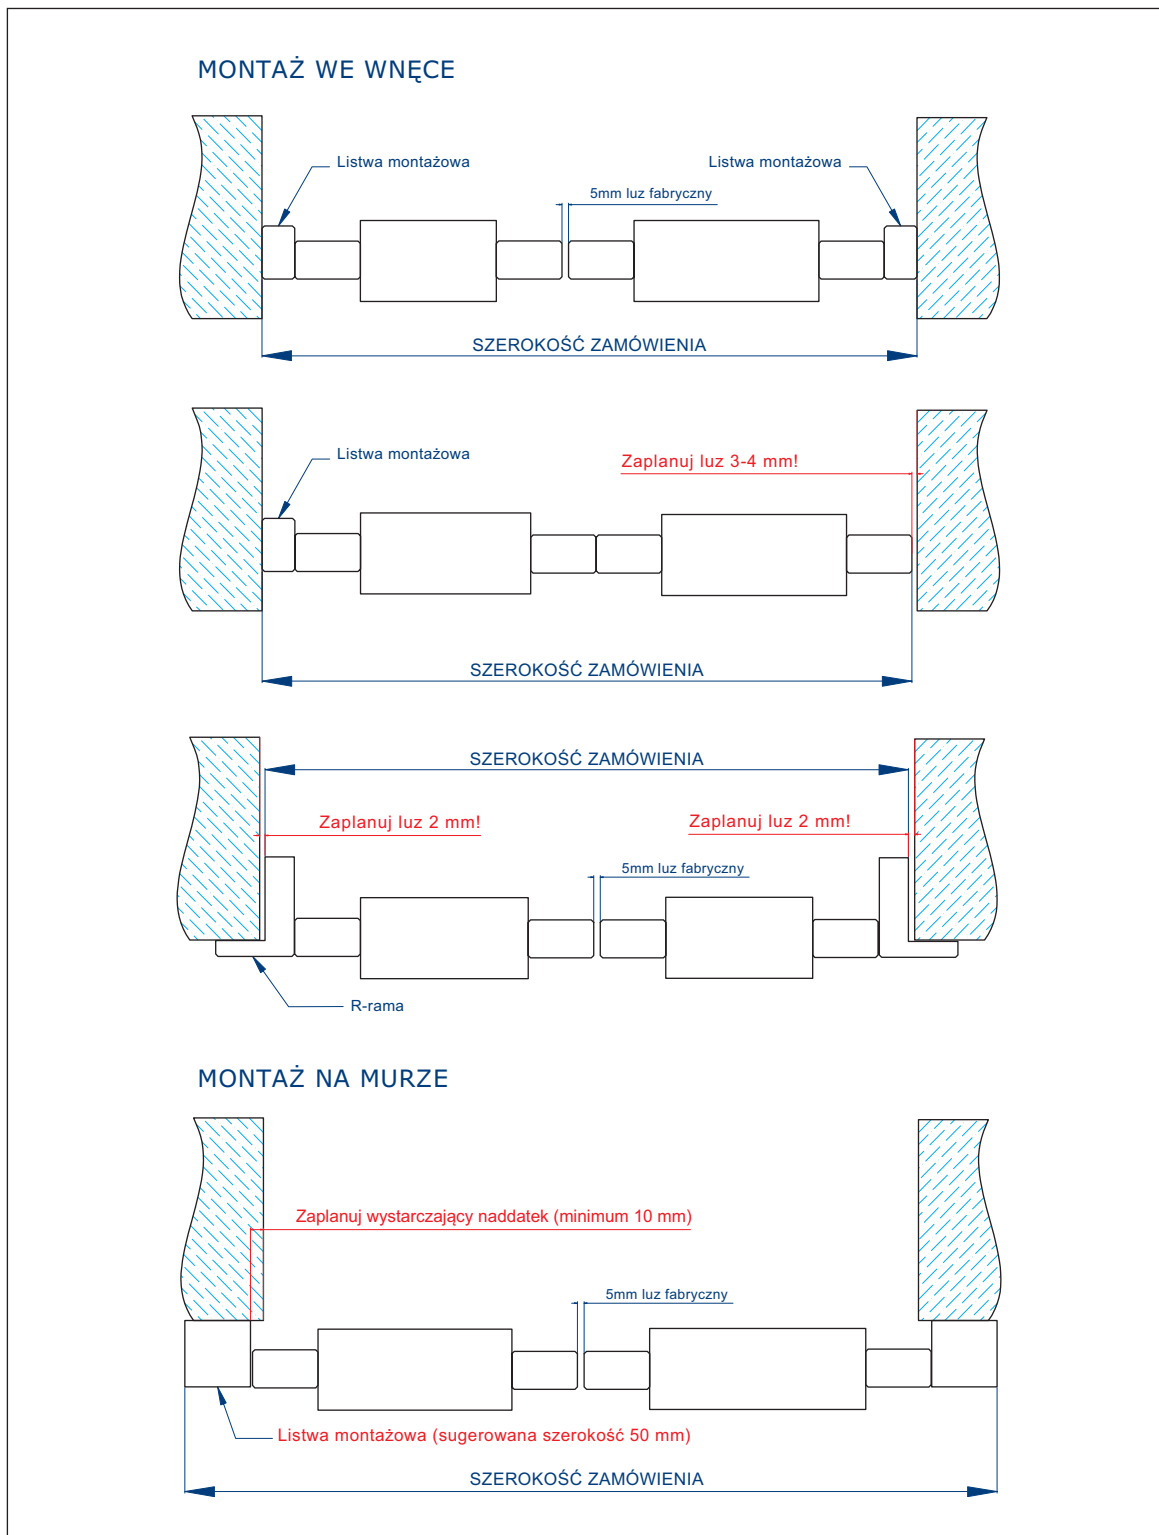 MONTAŻ WE WNĘCE
Listwa montażowa
Listwa montażowa
5mm luz fabryczny
SZEROKOŚĆ ZAMÓWIENIA
Listwa montażowa
Zaplanuj luz 3-4 mm!
SZEROKOŚĆ ZAMÓWIENIA
SZEROKOŚĆ ZAMÓWIENIA
Zaplanuj luz 2 mm!
Zaplanuj luz 2 mm!
5mm luz fabryczny
R-rama
MONTAŻ NA MURZE
Zaplanuj wystarczający naddatek (minimum 10 mm)
5mm luz fabryczny
Listwa montażowa (sugerowana szerokość 50 mm)
SZEROKOŚĆ ZAMÓWIENIA